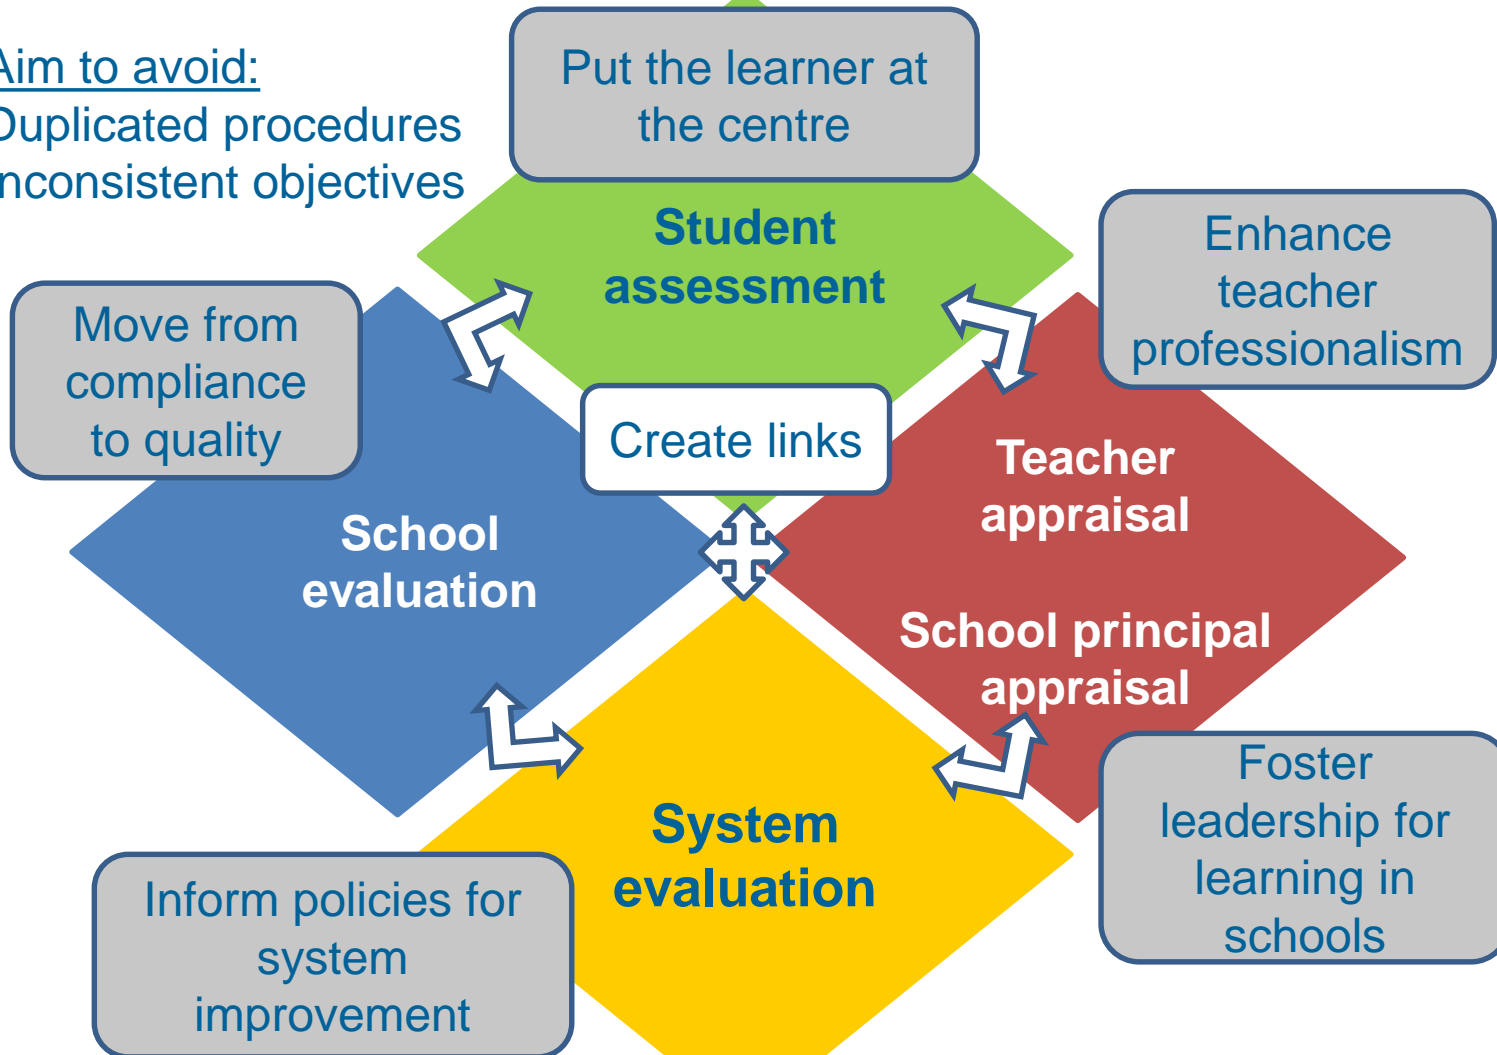 Aim to avoid:
Duplicated procedures
Inconsistent objectives
Put the learner at
the centre
Student
assessment
Enhance
teacher
professionalism
Move from
compliance
to quality
Create links
Teacher
appraisal
School
evaluation
School principal
appraisal
System
evaluation
Foster
leadership for
learning in
schools
Inform policies for
system
improvement